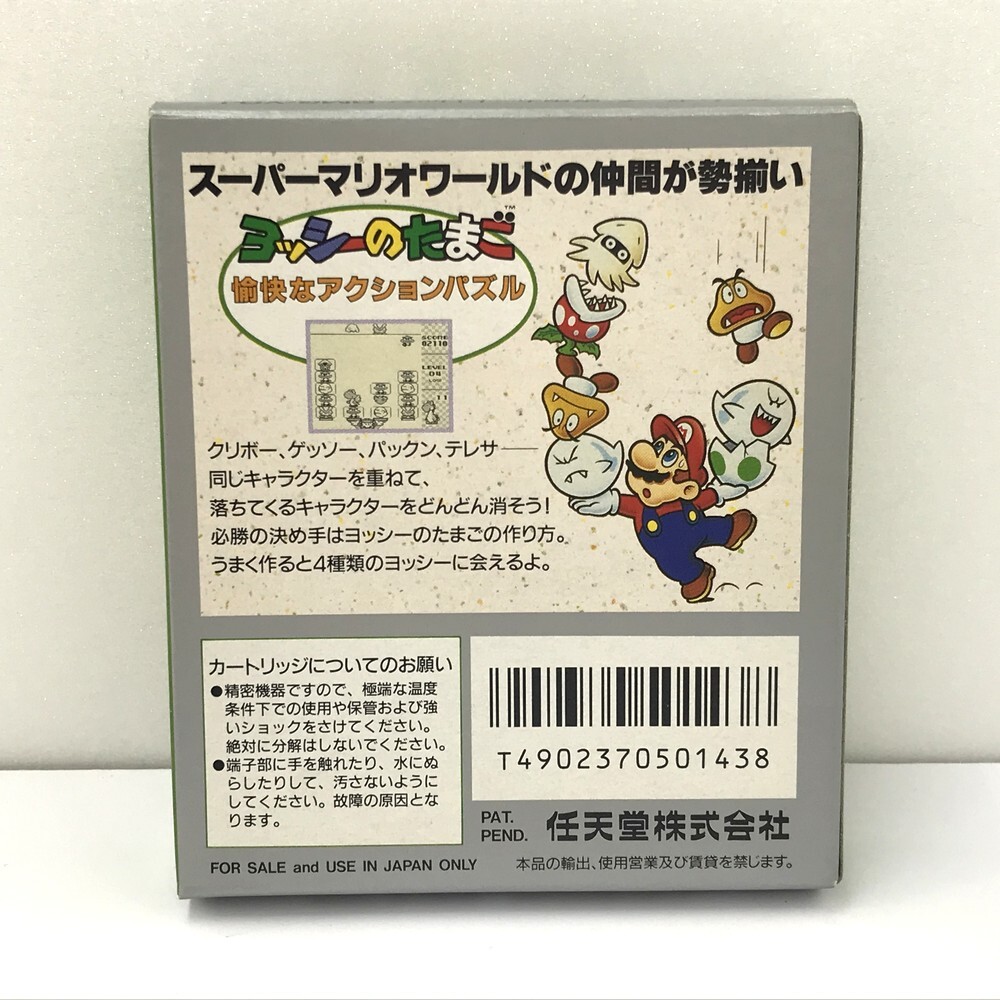 スーパーマリオワールドの仲間が勢揃い
ヨッシーのたまご™
愉快なアクションパズル
SCORE
02110
LEVEL
04
LOW
11
クリボー、ゲッソー、パックン、テレサ――
同じキャラクターを重ねて、
落ちてくるキャラクターをどんどん消そう！
必勝の決め手はヨッシーのたまごの作り方。
うまく作ると4種類のヨッシーに会えるよ。
カートリッジについてのお願い
●精密機器ですので、極端な温度
条件下での使用や保管および強
いショックをさけてください。
絶対に分解はしないでください。
●端子部に手を触れたり、水にぬ
らしたりして、汚さないように
してください。故障の原因とな
ります。
T4902370501438
PAT.
PEND.
任天堂株式会社
FOR SALE and USE IN JAPAN ONLY
本品の輸出、使用営業及び賃貸を禁じます。